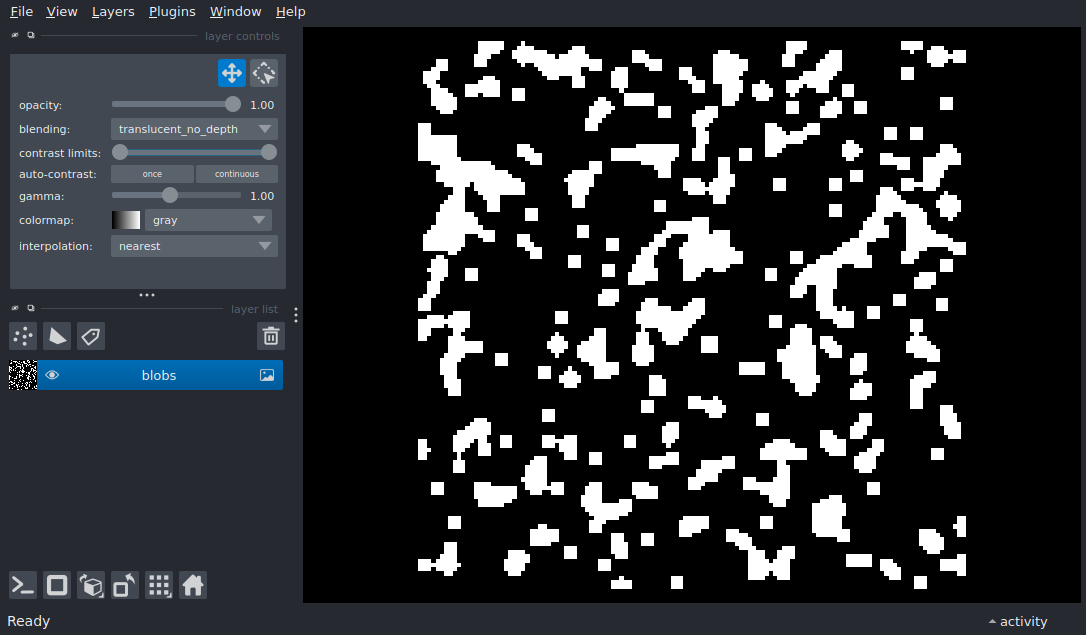 File View Layers Plugins Window Help
layer controls
opacity: 1.00
blending: translucent_no_depth
contrast limits:
auto-contrast: once continuous
gamma: 1.00
colormap: gray
interpolation: nearest
layer list
blobs
Ready activity